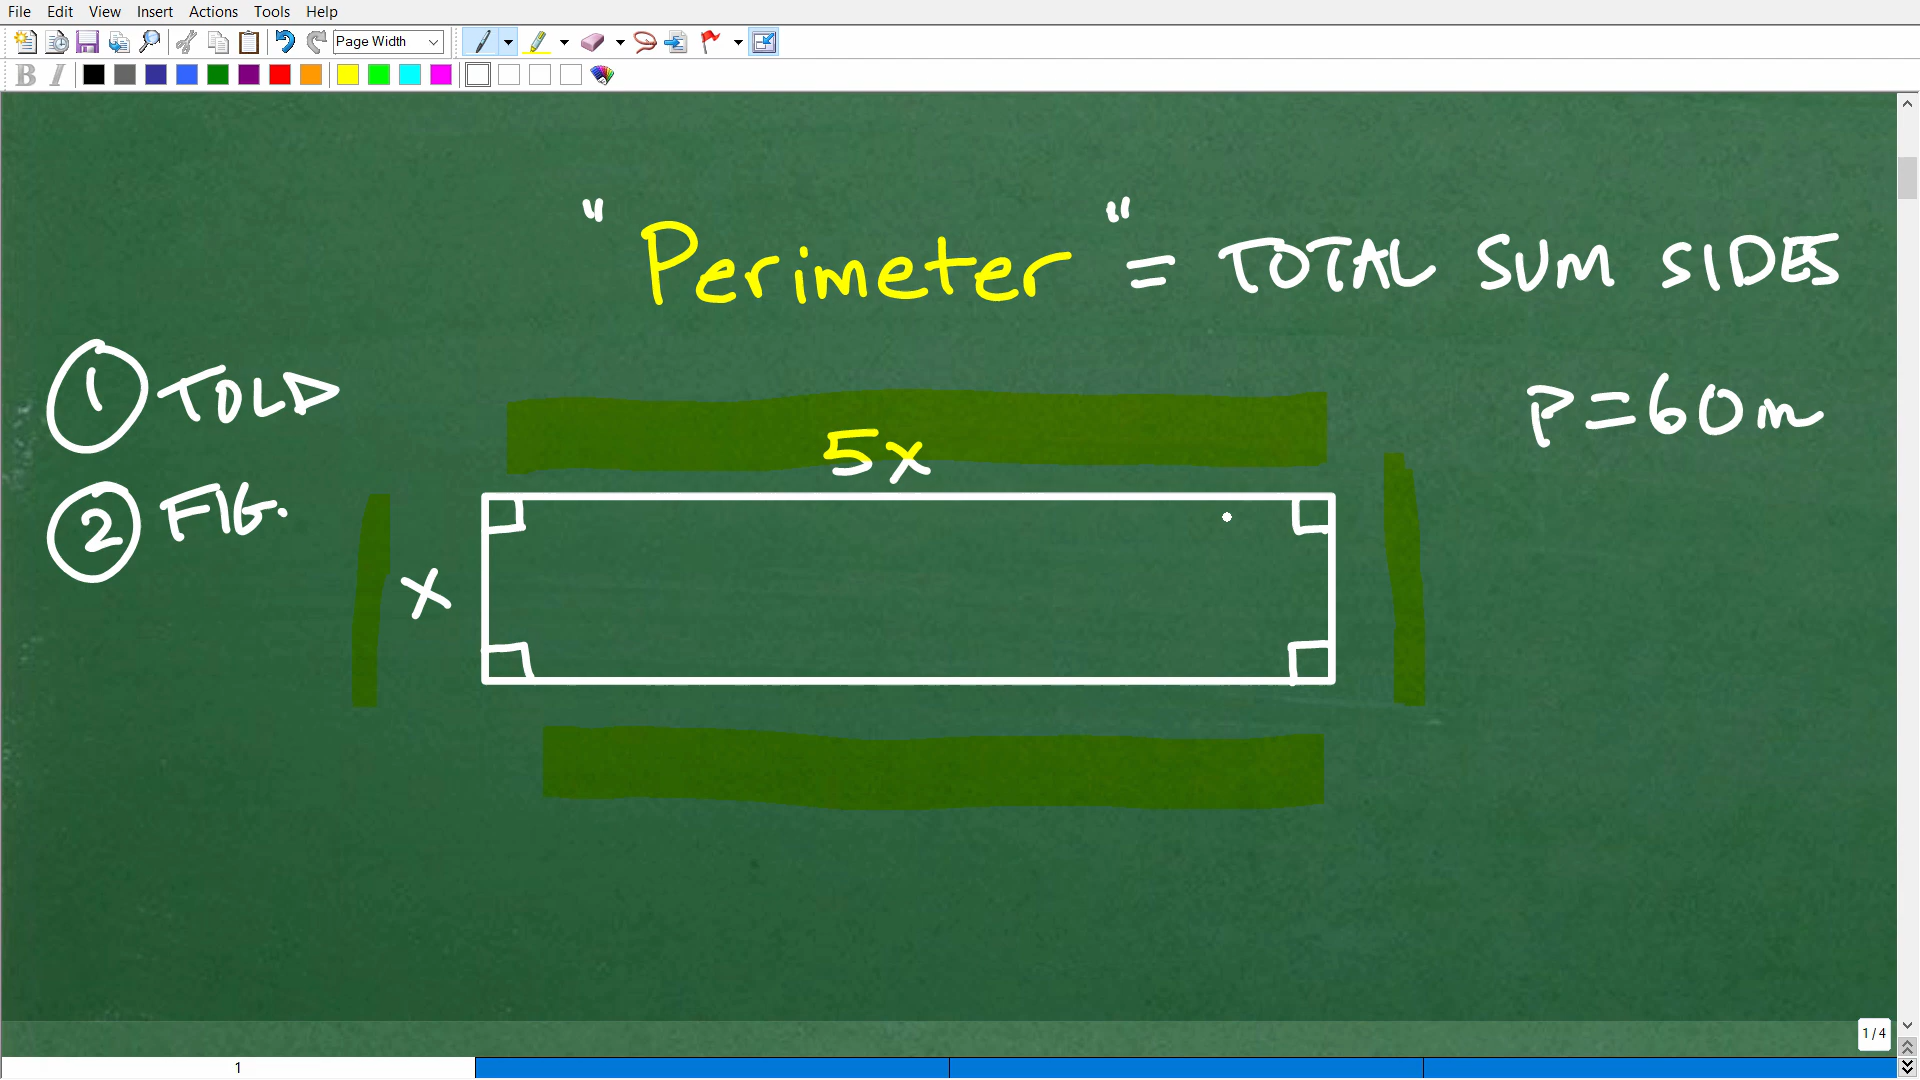 File Edit View Insert Actions Tools Help
Page Width
B I
"Perimeter" = TOTAL SUM SIDES
① TOLD
P=60m
5x
② FIG.
x
1 / 4
1